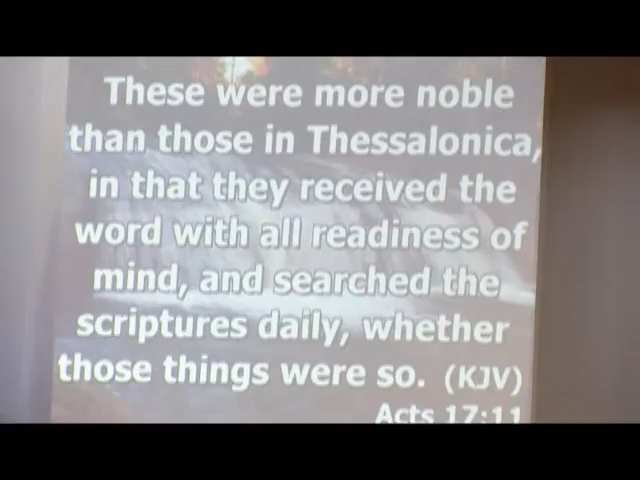 These were more noble
than those in Thessalonica,
in that they received the
word with all readiness of
mind, and searched the
scriptures daily, whether
those things were so. (KJV)
Acts 17:11